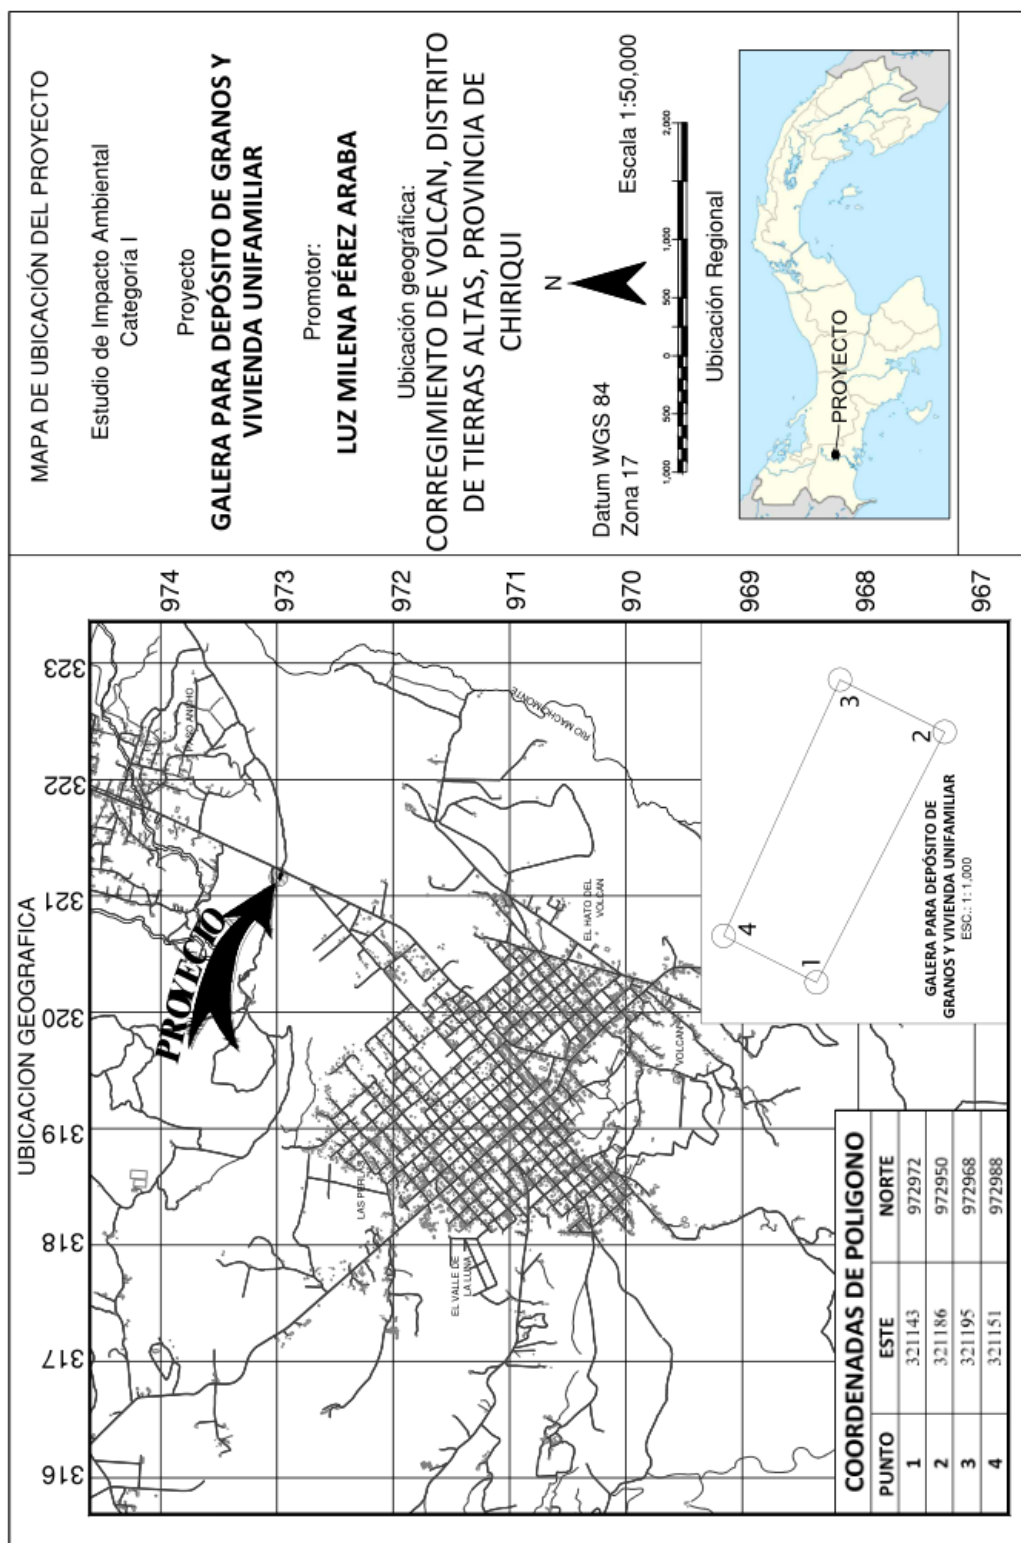 UBICACION GEOGRAFICA
316
317
318
319
320
321
322
323
974
973
972
971
970
969
968
967
PROYECTO
PASO ANCHO
RIO MACHO MONTE
EL HATO DEL
VOLCAN
VOLCAN
LAS PERLAS
EL VALLE DE
LA LUNA
COORDENADAS DE POLIGONO
PUNTO ESTE NORTE
1 321143 972972
2 321186 972950
3 321195 972968
4 321151 972988
4
3
1
2
GALERA PARA DEPÓSITO DE
GRANOS Y VIVIENDA UNIFAMILIAR
ESC.: 1: 1,000
MAPA DE UBICACIÓN DEL PROYECTO
Estudio de Impacto Ambiental
Categoría I
Proyecto
GALERA PARA DEPÓSITO DE GRANOS Y
VIVIENDA UNIFAMILIAR
Promotor:
LUZ MILENA PÉREZ ARABA
Ubicación geográfica:
CORREGIMIENTO DE VOLCAN, DISTRITO
DE TIERRAS ALTAS, PROVINCIA DE
CHIRIQUI
N
Datum WGS 84
Zona 17
Escala 1:50,000
1,000 500 0 500 1,000 2,000
Ubicación Regional
PROYECTO